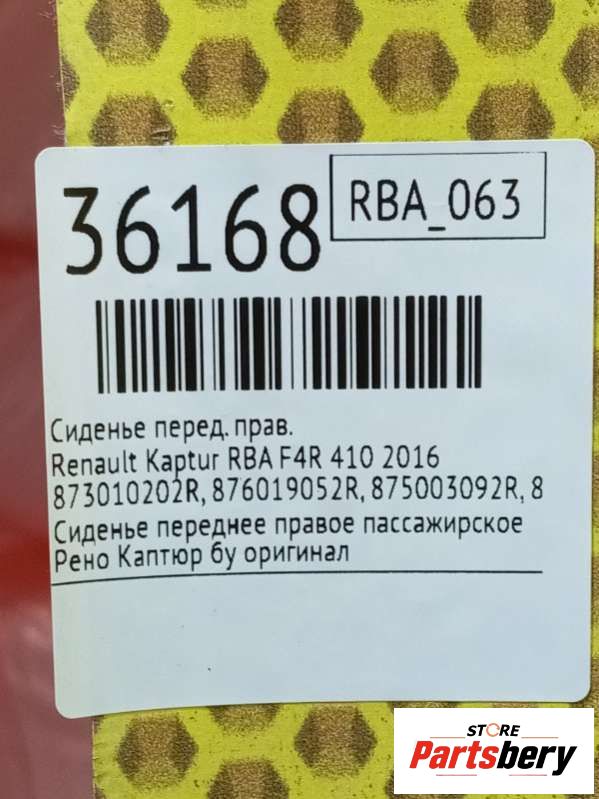 36168
RBA_063
Сиденье перед. прав.
Renault Kaptur RBA F4R 410 2016
873010202R, 876019052R, 875003092R, 8
Сиденье переднее правое пассажирское
Рено Каптюр бу оригинал
STORE
Partsbery